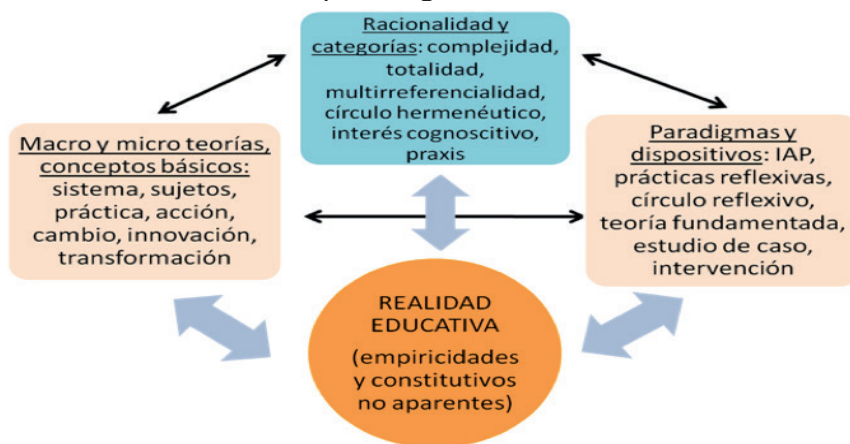 Racionalidad y
categorías: complejidad,
totalidad,
multirreferencialidad,
círculo hermenéutico,
interés cognoscitivo,
praxis
Macro y micro teorías,
conceptos básicos:
sistema, sujetos,
práctica, acción,
cambio, innovación,
transformación
Paradigmas y
dispositivos: IAP,
prácticas reflexivas,
círculo reflexivo,
teoría fundamentada,
estudio de caso,
intervención
REALIDAD
EDUCATIVA
(empiricidades
y constitutivos
no aparentes)